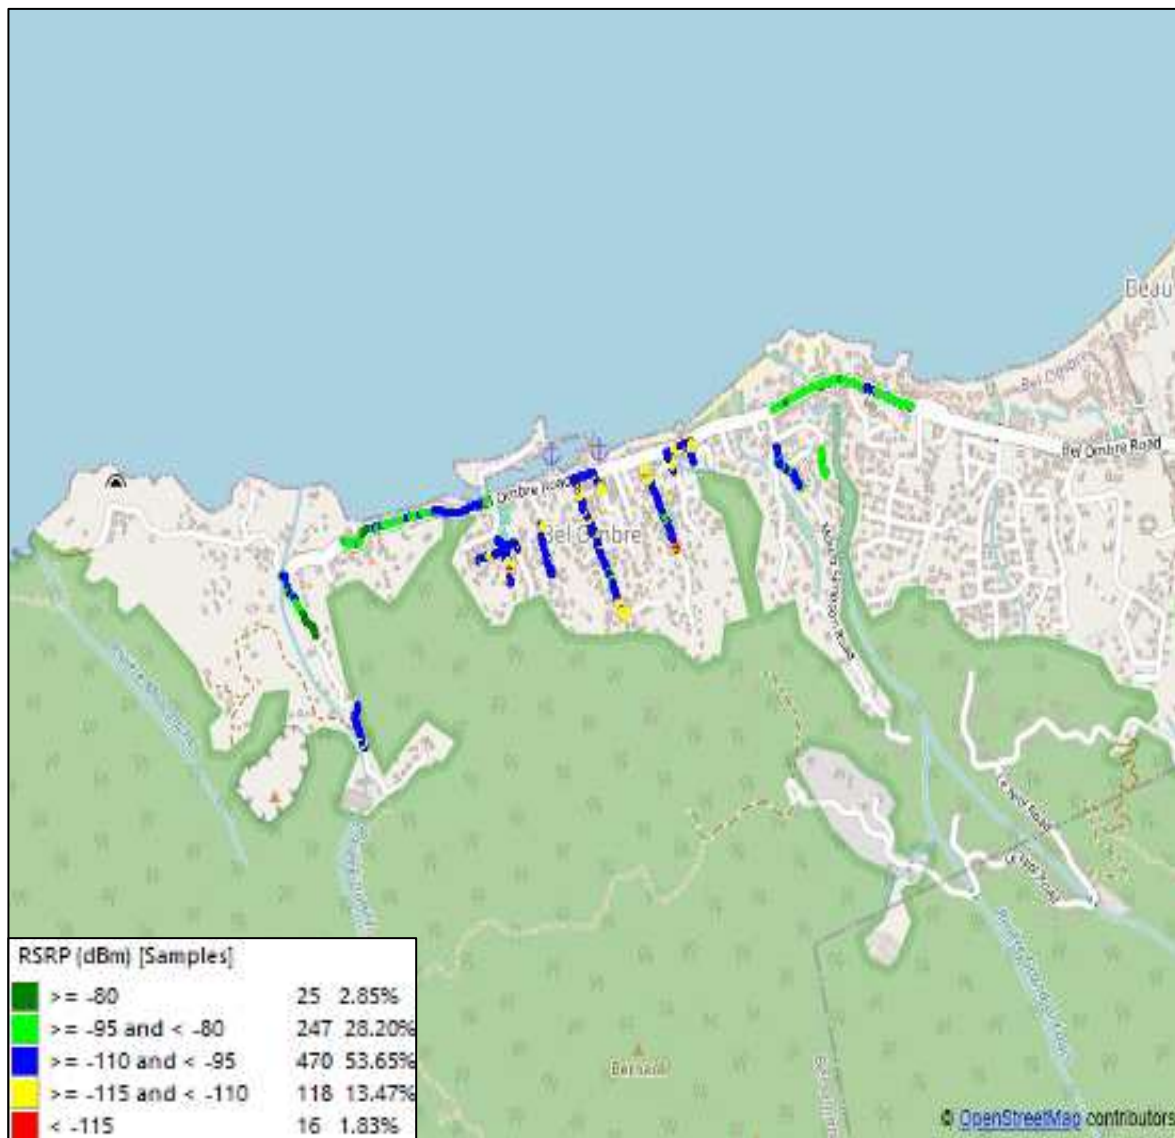 Beau
Bel Ombre
Bel Ombre Road
Ombre Road
Bel Ombre
Road
RSRP (dBm) [Samples]
>= -80 25 2.85%
>= -95 and < -80 247 28.20%
>= -110 and < -95 470 53.65%
>= -115 and < -110 118 13.47%
< -115 16 1.83%
© OpenStreetMap contributors